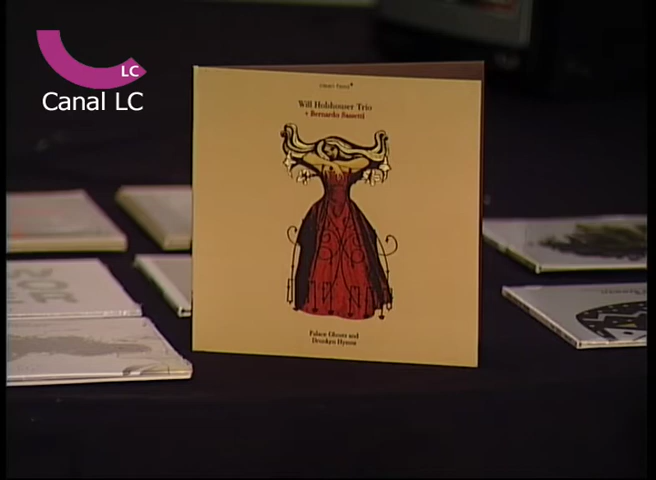 LC
Canal LC
Will Holshouser Trio
+ Bernardo Sassetti
Palace Ghosts and
Drunken Hymns